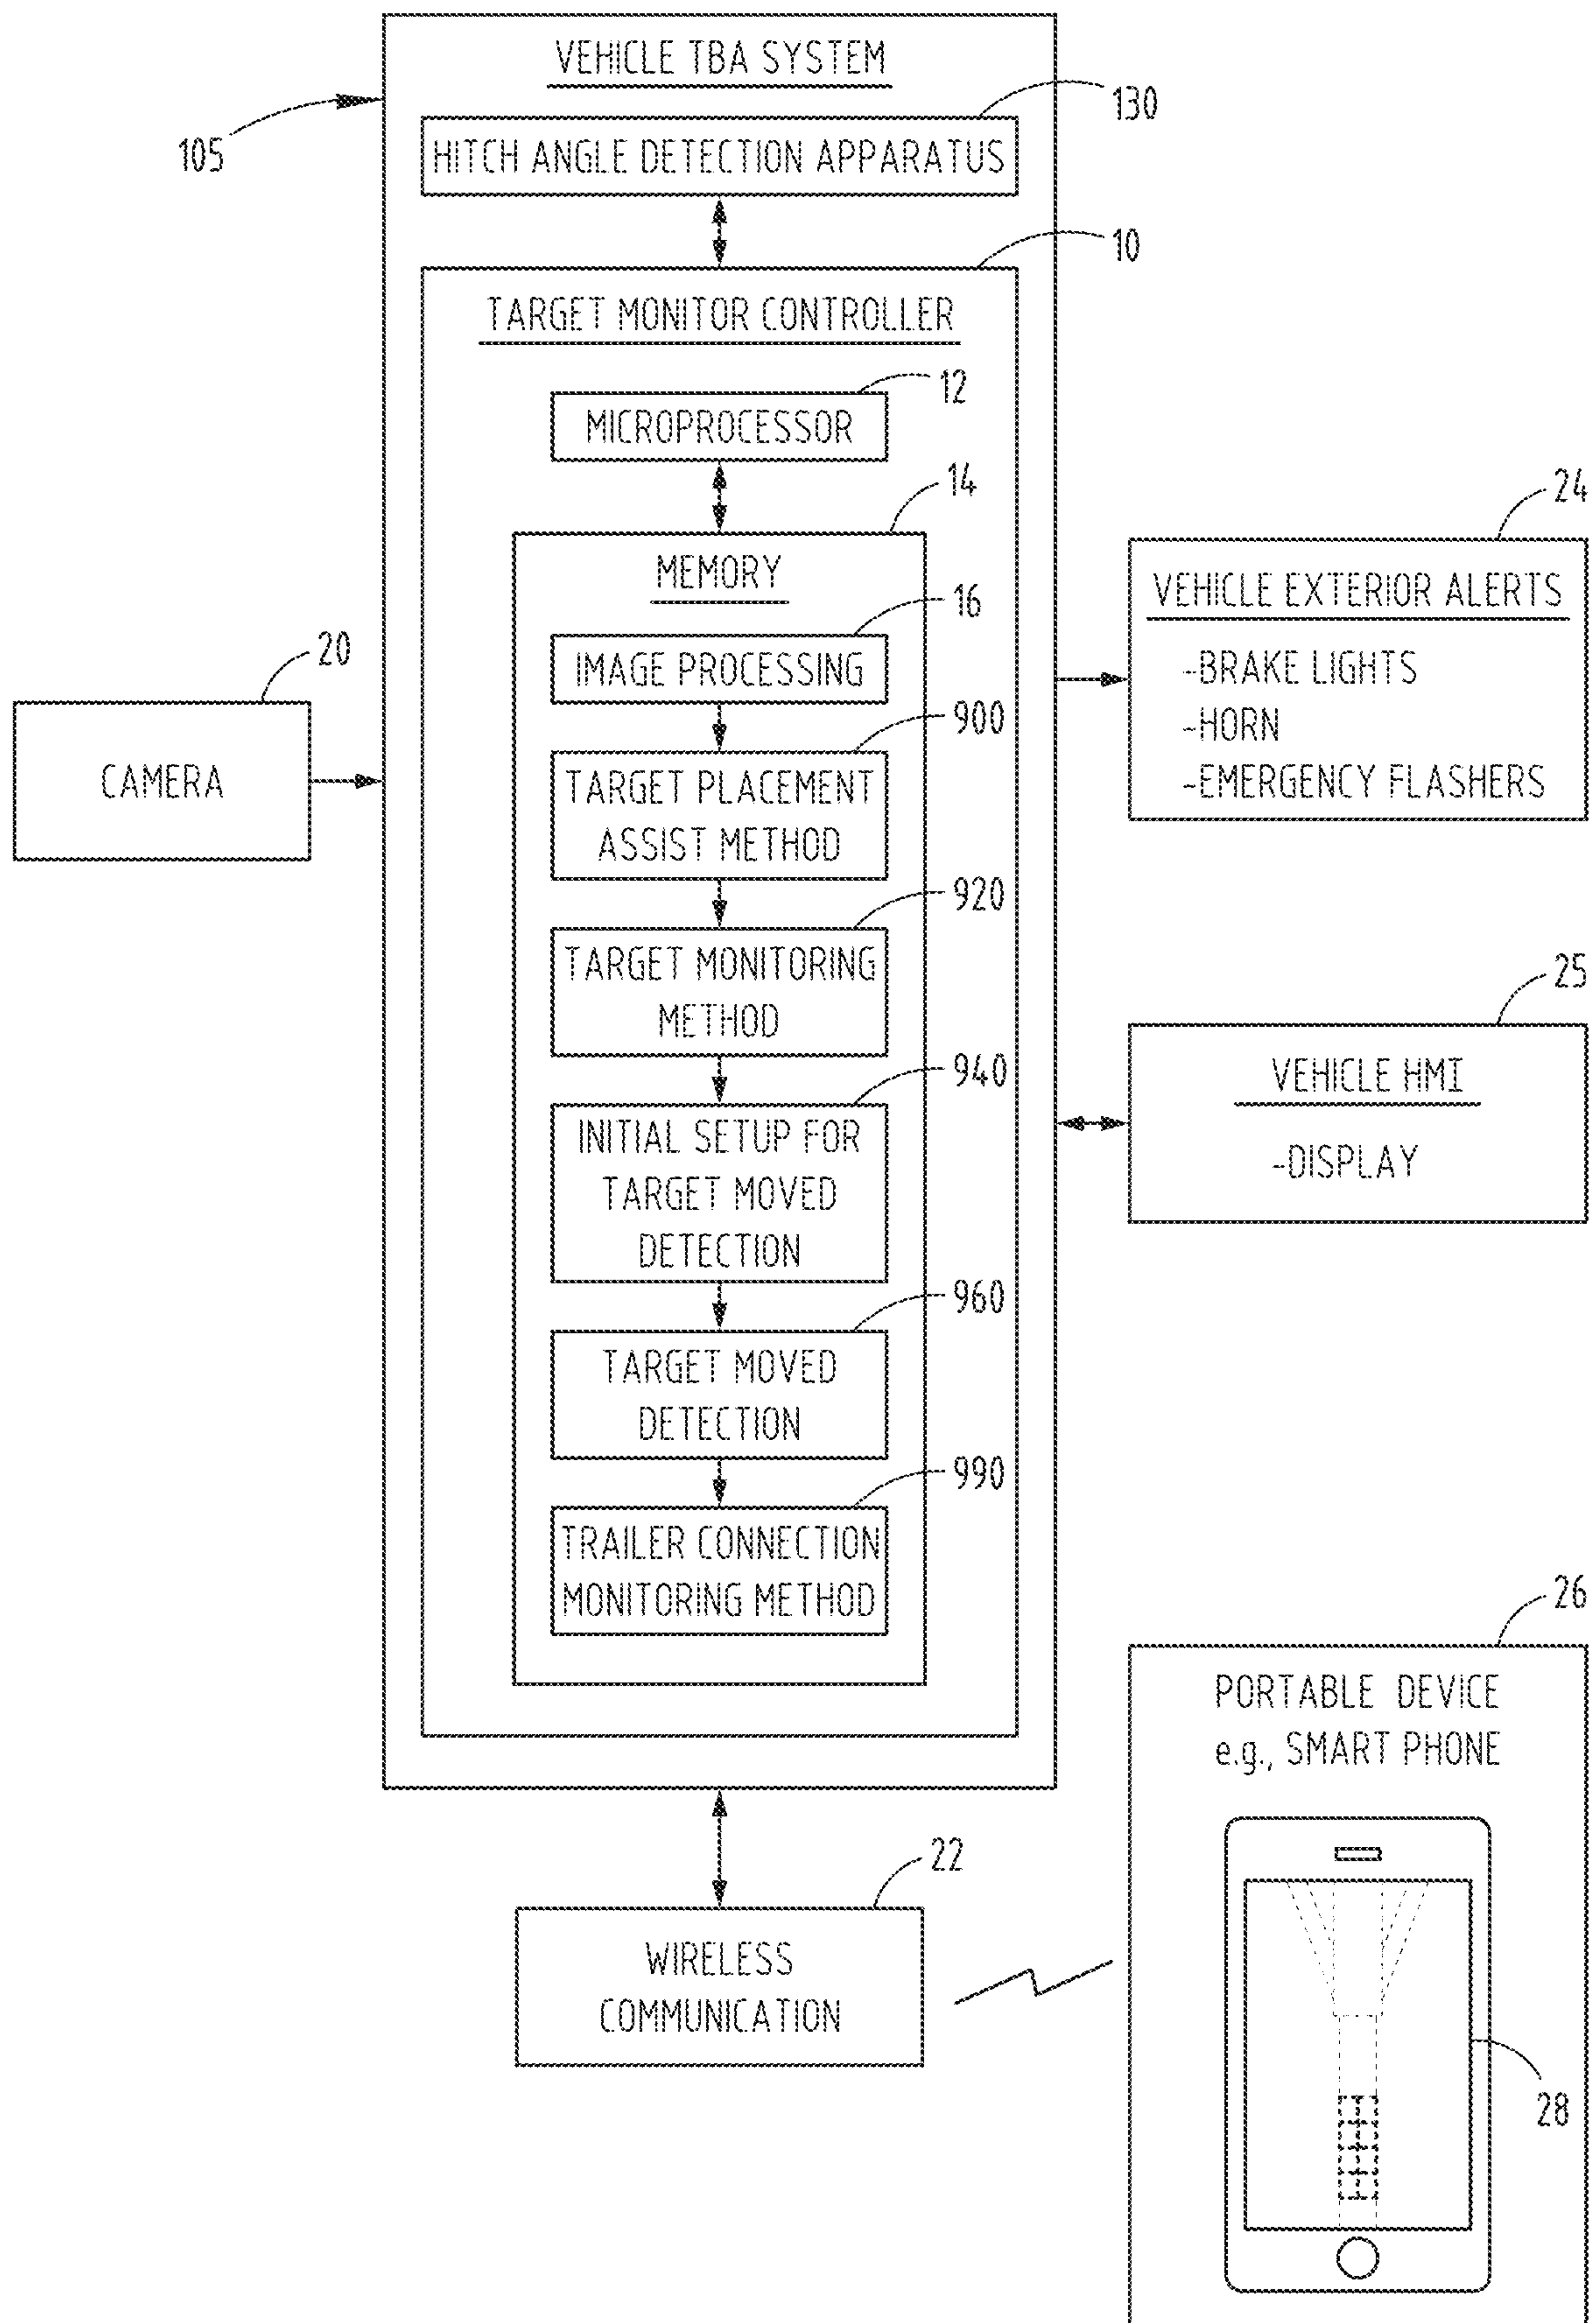 VEHICLE TBA SYSTEM
105
130
HITCH ANGLE DETECTION APPARATUS
10
TARGET MONITOR CONTROLLER
12
MICROPROCESSOR
14
MEMORY
16
IMAGE PROCESSING
900
TARGET PLACEMENT
ASSIST METHOD
920
TARGET MONITORING
METHOD
940
INITIAL SETUP FOR
TARGET MOVED
DETECTION
960
TARGET MOVED
DETECTION
990
TRAILER CONNECTION
MONITORING METHOD
20
CAMERA
24
VEHICLE EXTERIOR ALERTS
-BRAKE LIGHTS
-HORN
-EMERGENCY FLASHERS
25
VEHICLE HMI
-DISPLAY
22
WIRELESS
COMMUNICATION
26
PORTABLE DEVICE
e.g., SMART PHONE
28